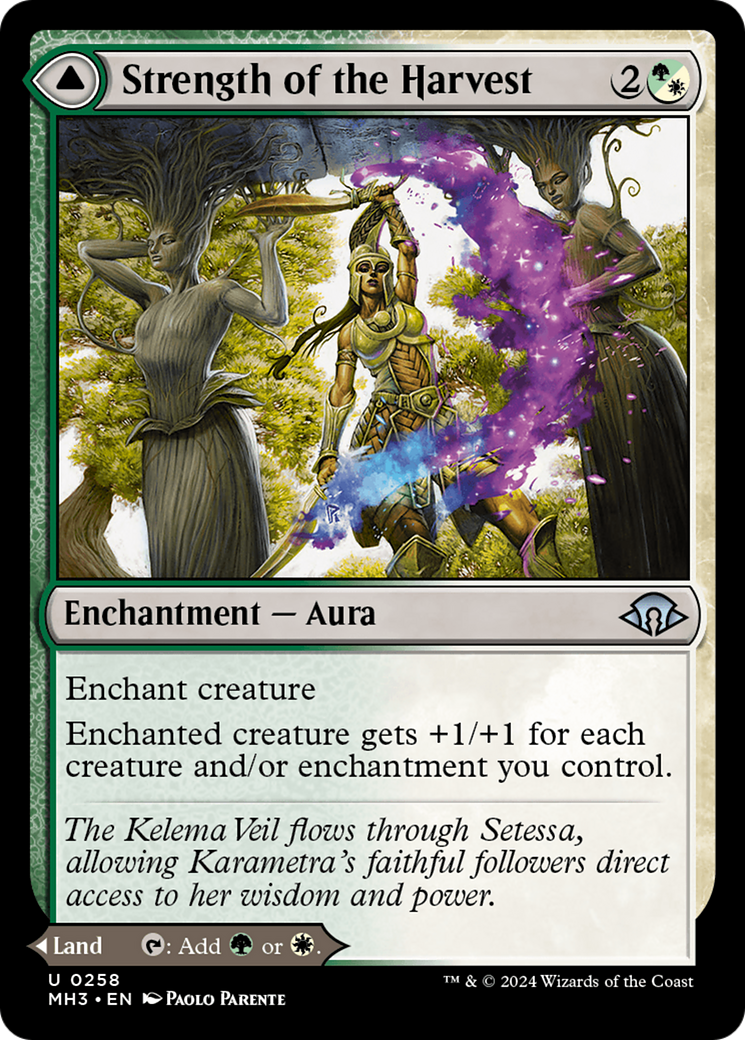 Strength of the Harvest 2
Enchantment — Aura
Enchant creature
Enchanted creature gets +1/+1 for each
creature and/or enchantment you control.
The Kelema Veil flows through Setessa,
allowing Karametra's faithful followers direct
access to her wisdom and power.
Land : Add or .
U 0258
MH3 • EN Paolo Parente
™ & © 2024 Wizards of the Coast